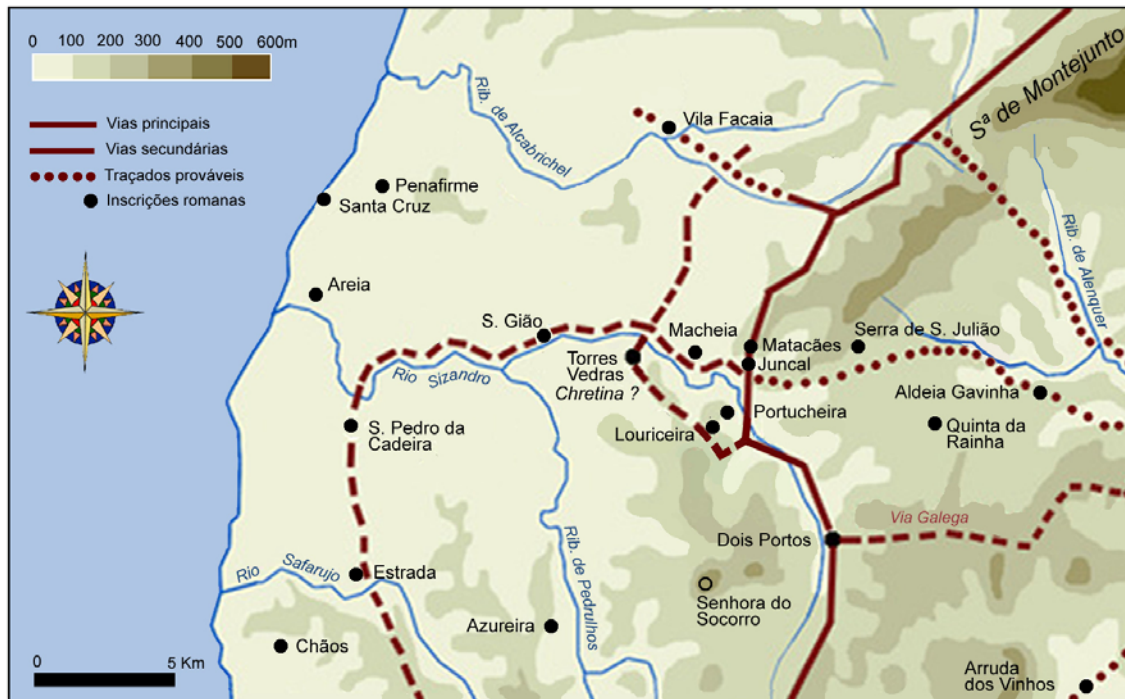 0 100 200 300 400 500 600m
Vias principais
Vias secundárias
Traçados prováveis
Inscrições romanas
Sª de Montejunto
Rib. de Alcabrichel
Vila Facaia
Penafirme
Santa Cruz
Rib. de Alenquer
Areia
S. Gião
Macheia
Matacães
Serra de S. Julião
Juncal
Torres
Vedras
Chretina ?
Rio Sizandro
Aldeia Gavinha
Portucheira
S. Pedro da
Cadeira
Louriceira
Quinta da
Rainha
Via Galega
Dois Portos
Rib. de Pedrulhos
Rio Safarujo
Estrada
Senhora do
Socorro
Azureira
Chãos
0 5 Km
Arruda
dos Vinhos